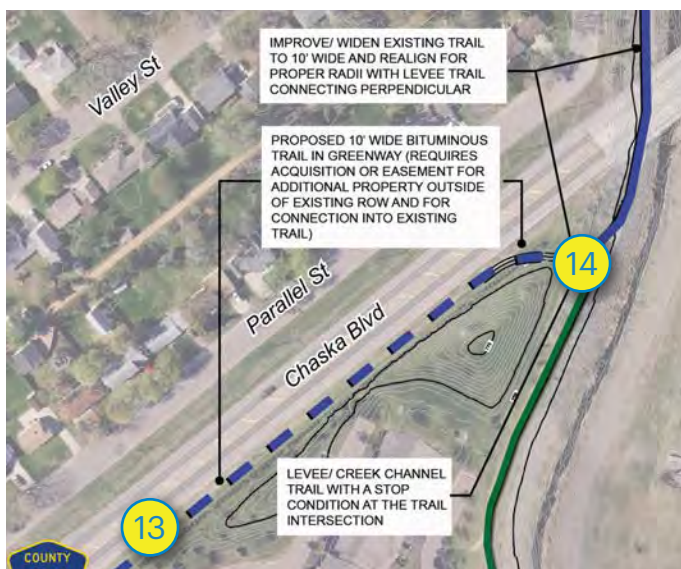 IMPROVE/ WIDEN EXISTING TRAIL
TO 10' WIDE AND REALIGN FOR
PROPER RADII WITH LEVEE TRAIL
CONNECTING PERPENDICULAR
Valley St
PROPOSED 10' WIDE BITUMINOUS
TRAIL IN GREENWAY (REQUIRES
ACQUISITION OR EASEMENT FOR
ADDITIONAL PROPERTY OUTSIDE
OF EXISTING ROW AND FOR
CONNECTION INTO EXISTING
TRAIL)
14
Parallel St
Chaska Blvd
LEVEE/ CREEK CHANNEL
TRAIL WITH A STOP
CONDITION AT THE TRAIL
INTERSECTION
13
COUNTY